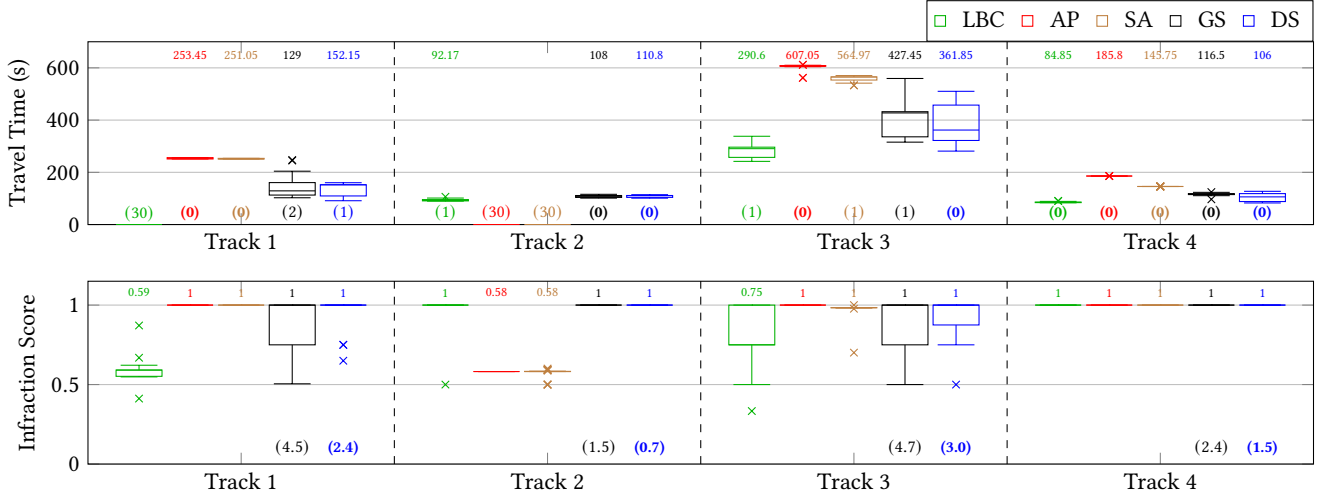 LBC AP SA GS DS
Travel Time (s)
600
400
200
0
253.45 251.05 129 152.15
92.17 108 110.8
290.6 607.05 564.97 427.45 361.85
84.85 185.8 145.75 116.5 106
(30) (0) (0) (2) (1)
(1) (30) (30) (0) (0)
(1) (0) (1) (1) (0)
(0) (0) (0) (0) (0)
Track 1 Track 2 Track 3 Track 4
Infraction Score
1
0.5
0
0.59 1 1 1 1
1 0.58 0.58 1 1
0.75 1 1 1 1
1 1 1 1 1
(4.5) (2.4) (1.5) (0.7) (4.7) (3.0) (2.4) (1.5)
Track 1 Track 2 Track 3 Track 4